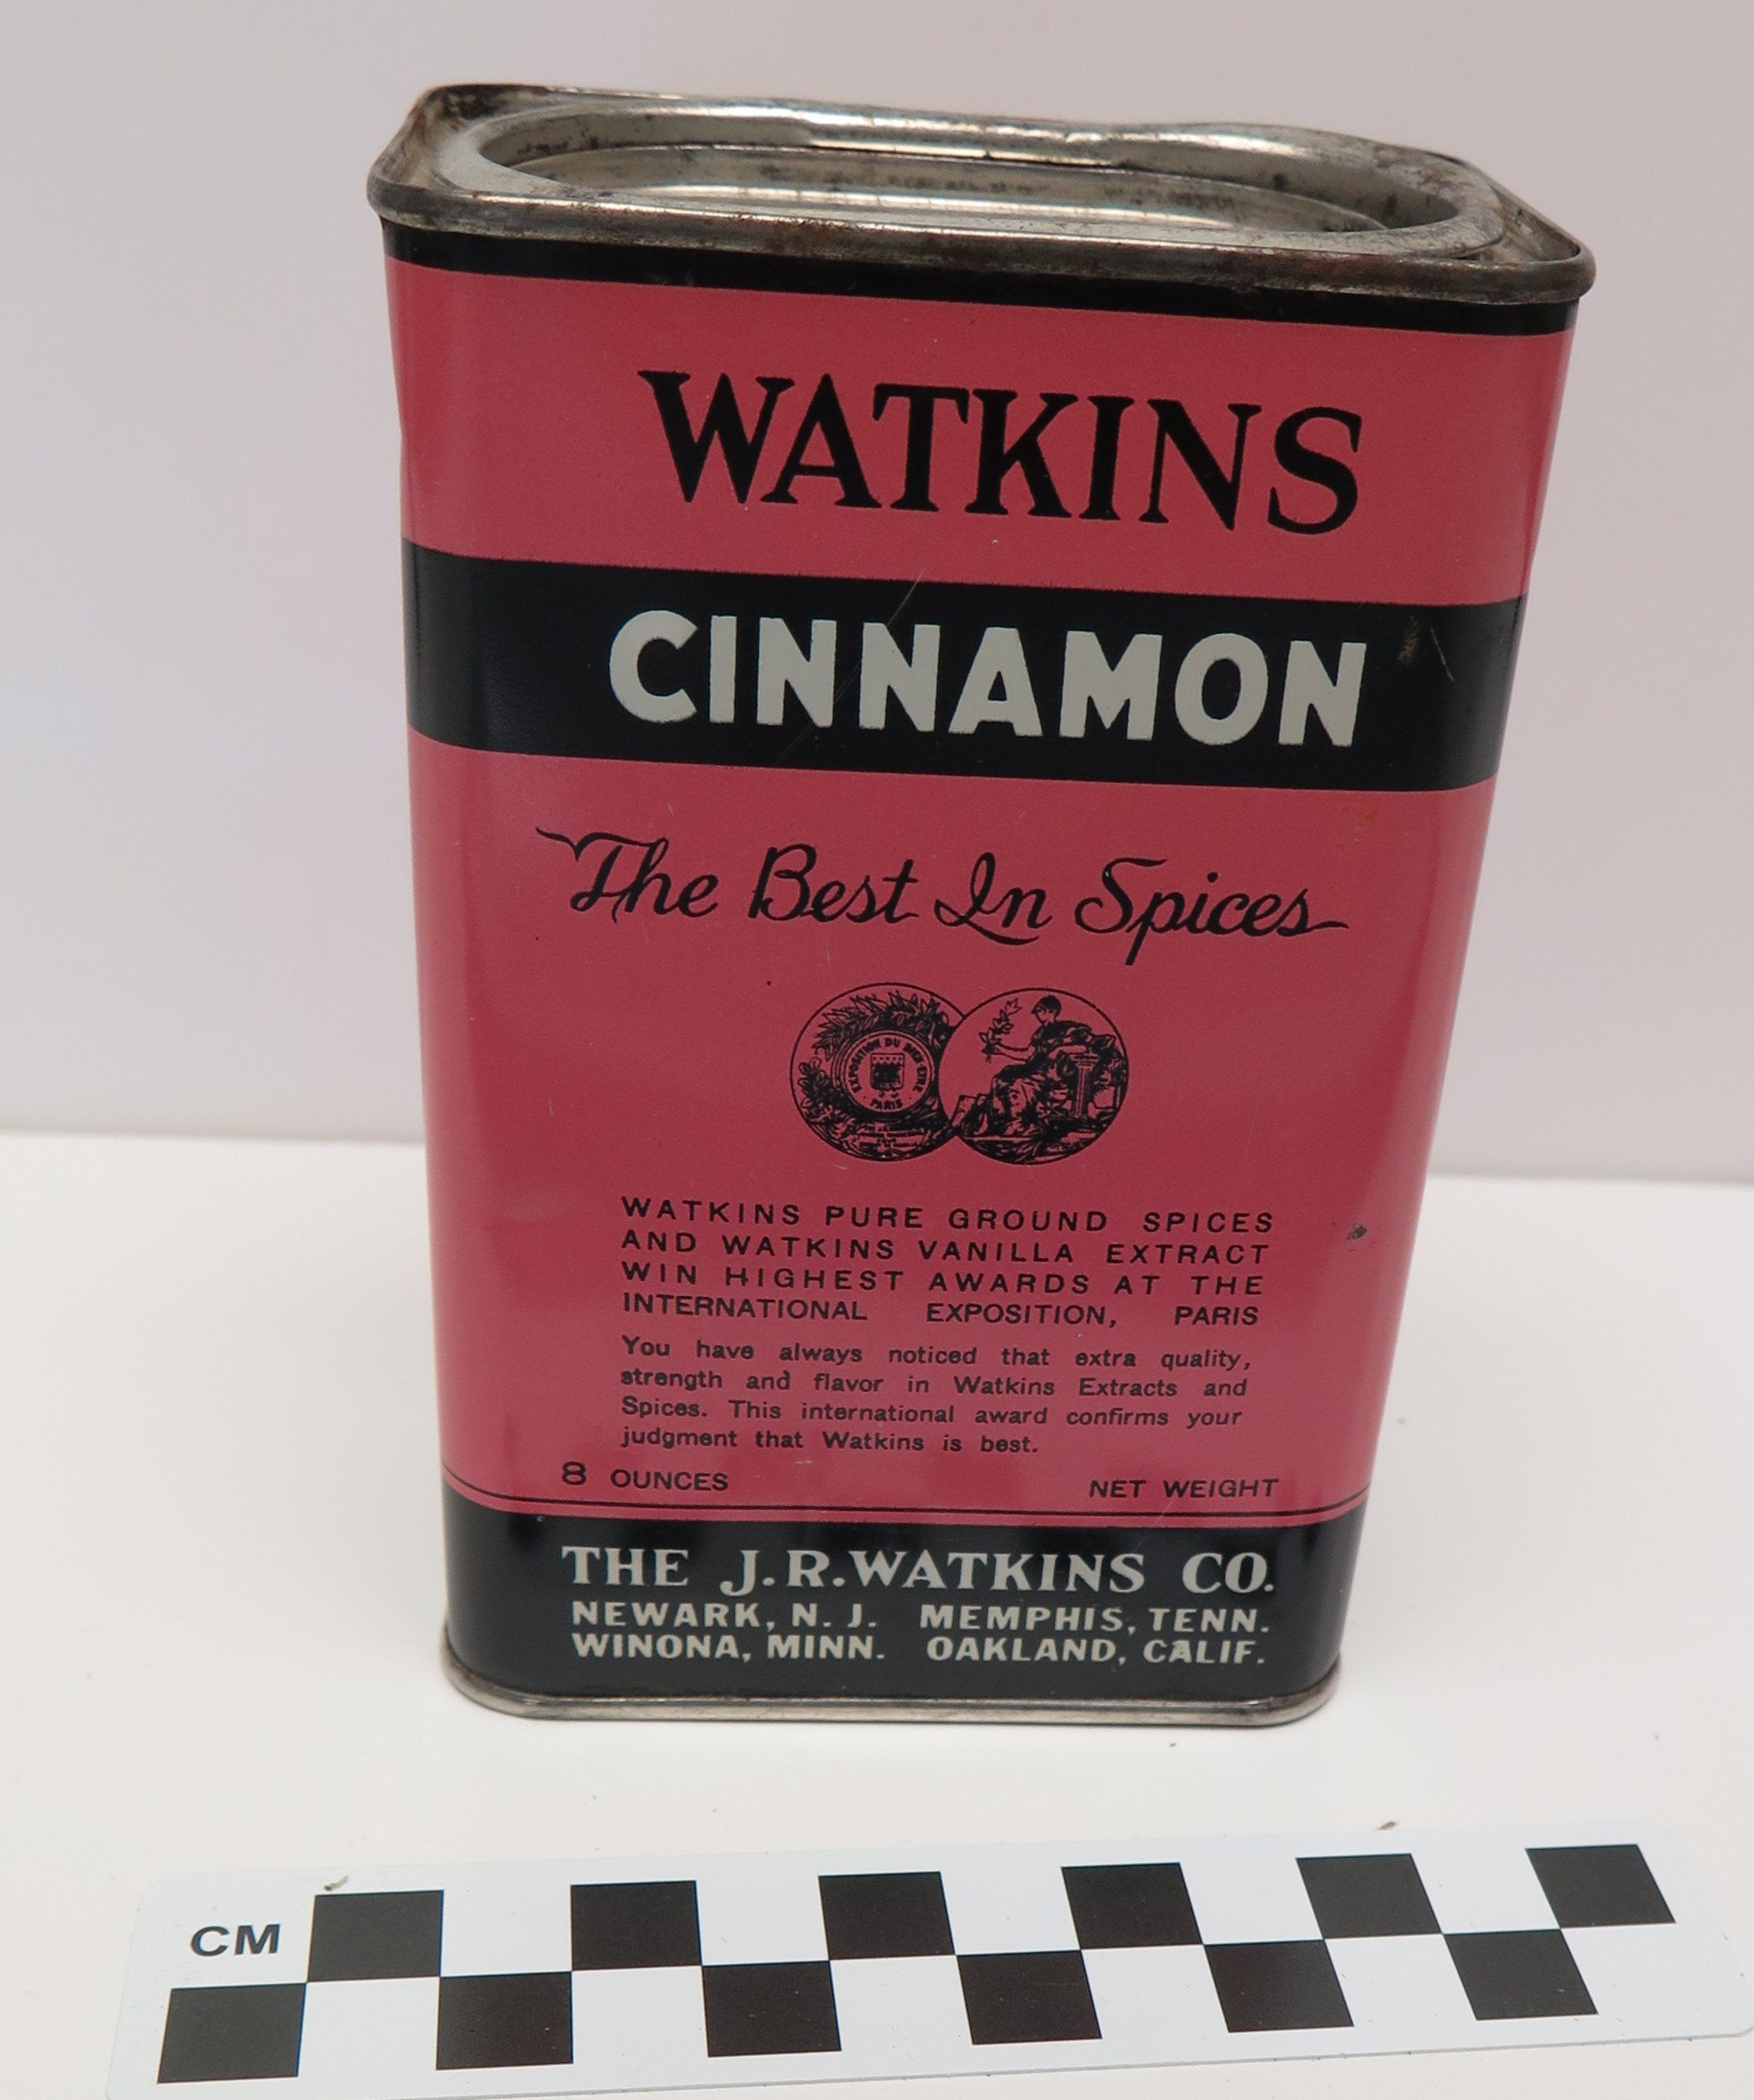 WATKINS
CINNAMON
The Best In Spices
EXPOSITION DU
PARIS
WATKINS PURE GROUND SPICES
AND WATKINS VANILLA EXTRACT
WIN HIGHEST AWARDS AT THE
INTERNATIONAL EXPOSITION, PARIS
You have always noticed that extra quality,
strength and flavor in Watkins Extracts and
Spices. This international award confirms your
judgment that Watkins is best.
8 OUNCES NET WEIGHT
THE J.R.WATKINS CO.
NEWARK, N. J. MEMPHIS, TENN.
WINONA, MINN. OAKLAND, CALIF.
CM